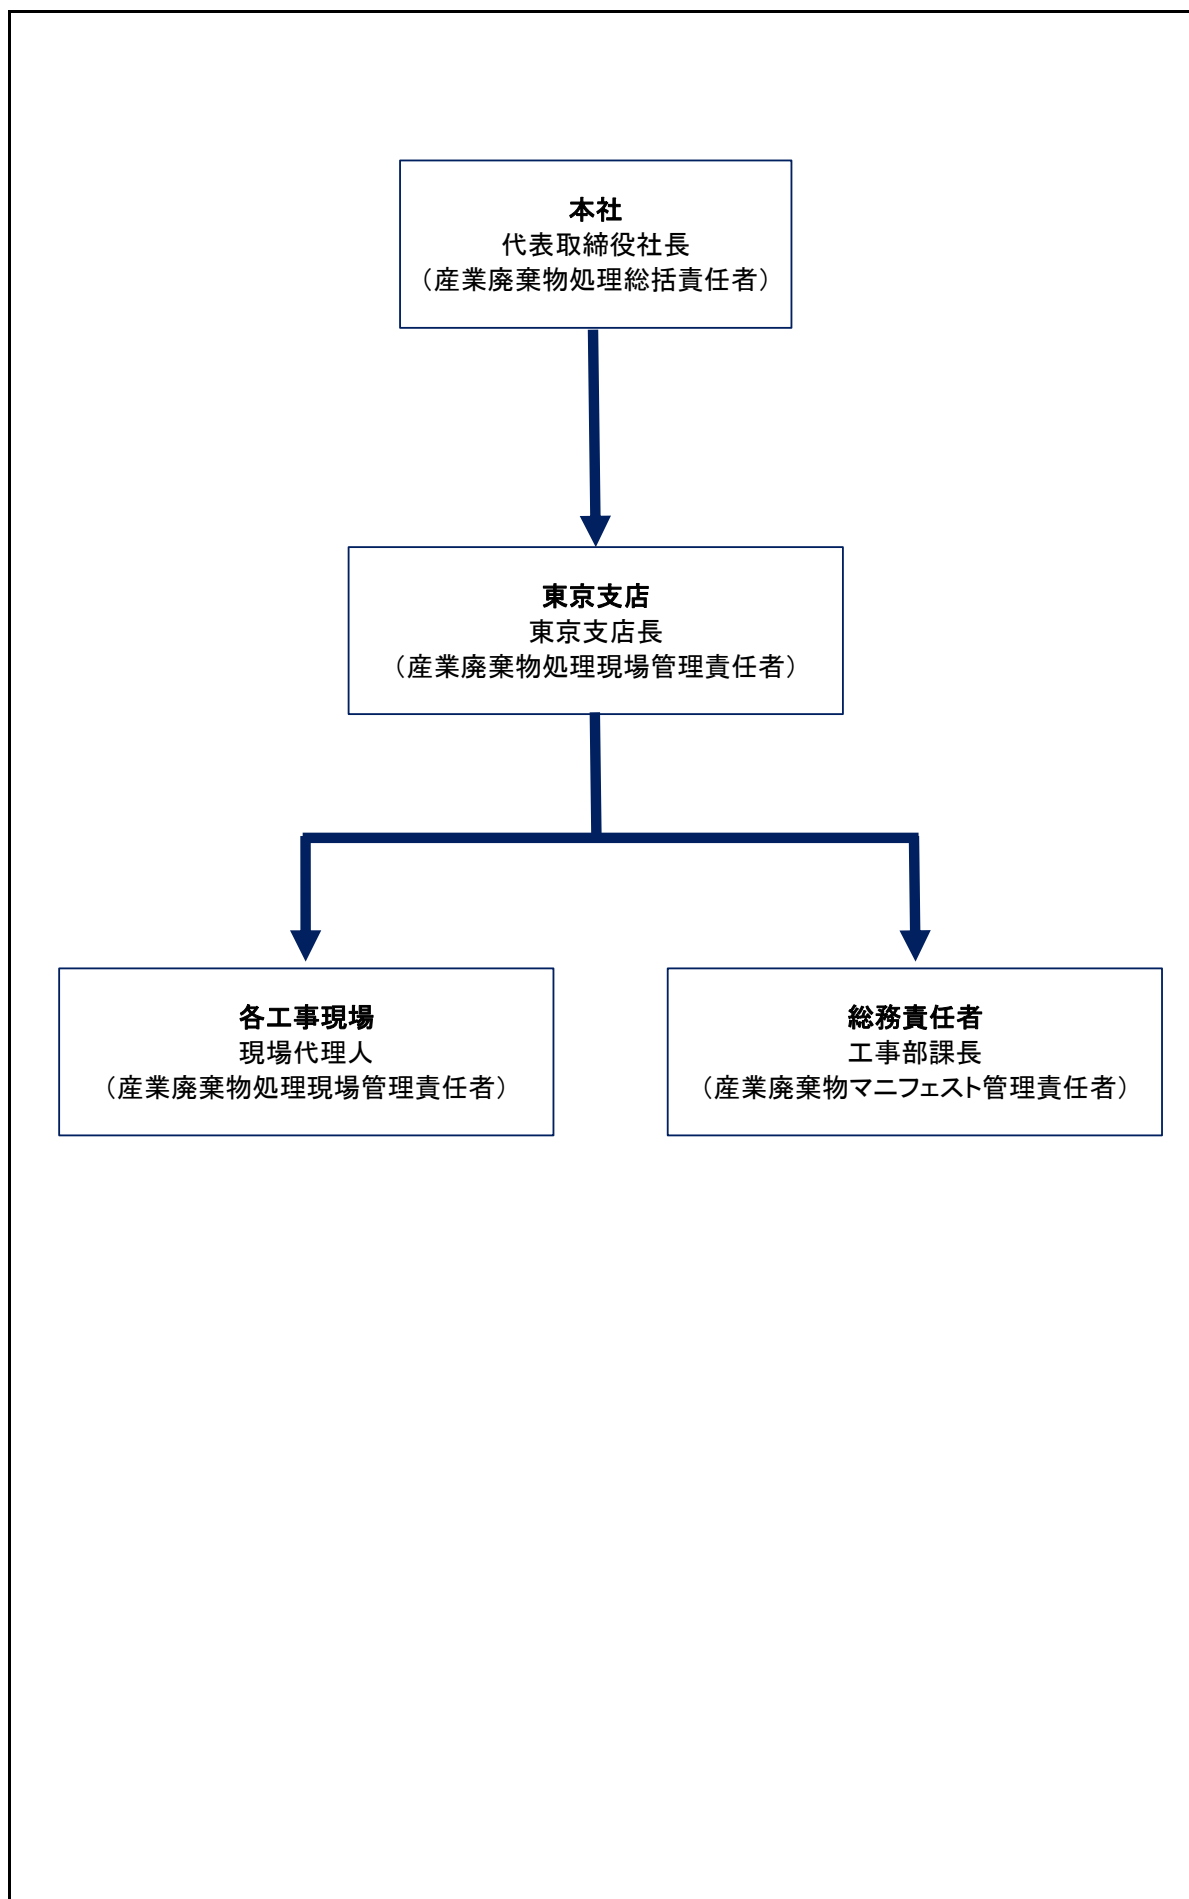 本社
代表取締役社長
（産業廃棄物処理総括責任者）
東京支店
東京支店長
（産業廃棄物処理現場管理責任者）
各工事現場
現場代理人
（産業廃棄物処理現場管理責任者）
総務責任者
工事部課長
（産業廃棄物マニフェスト管理責任者）